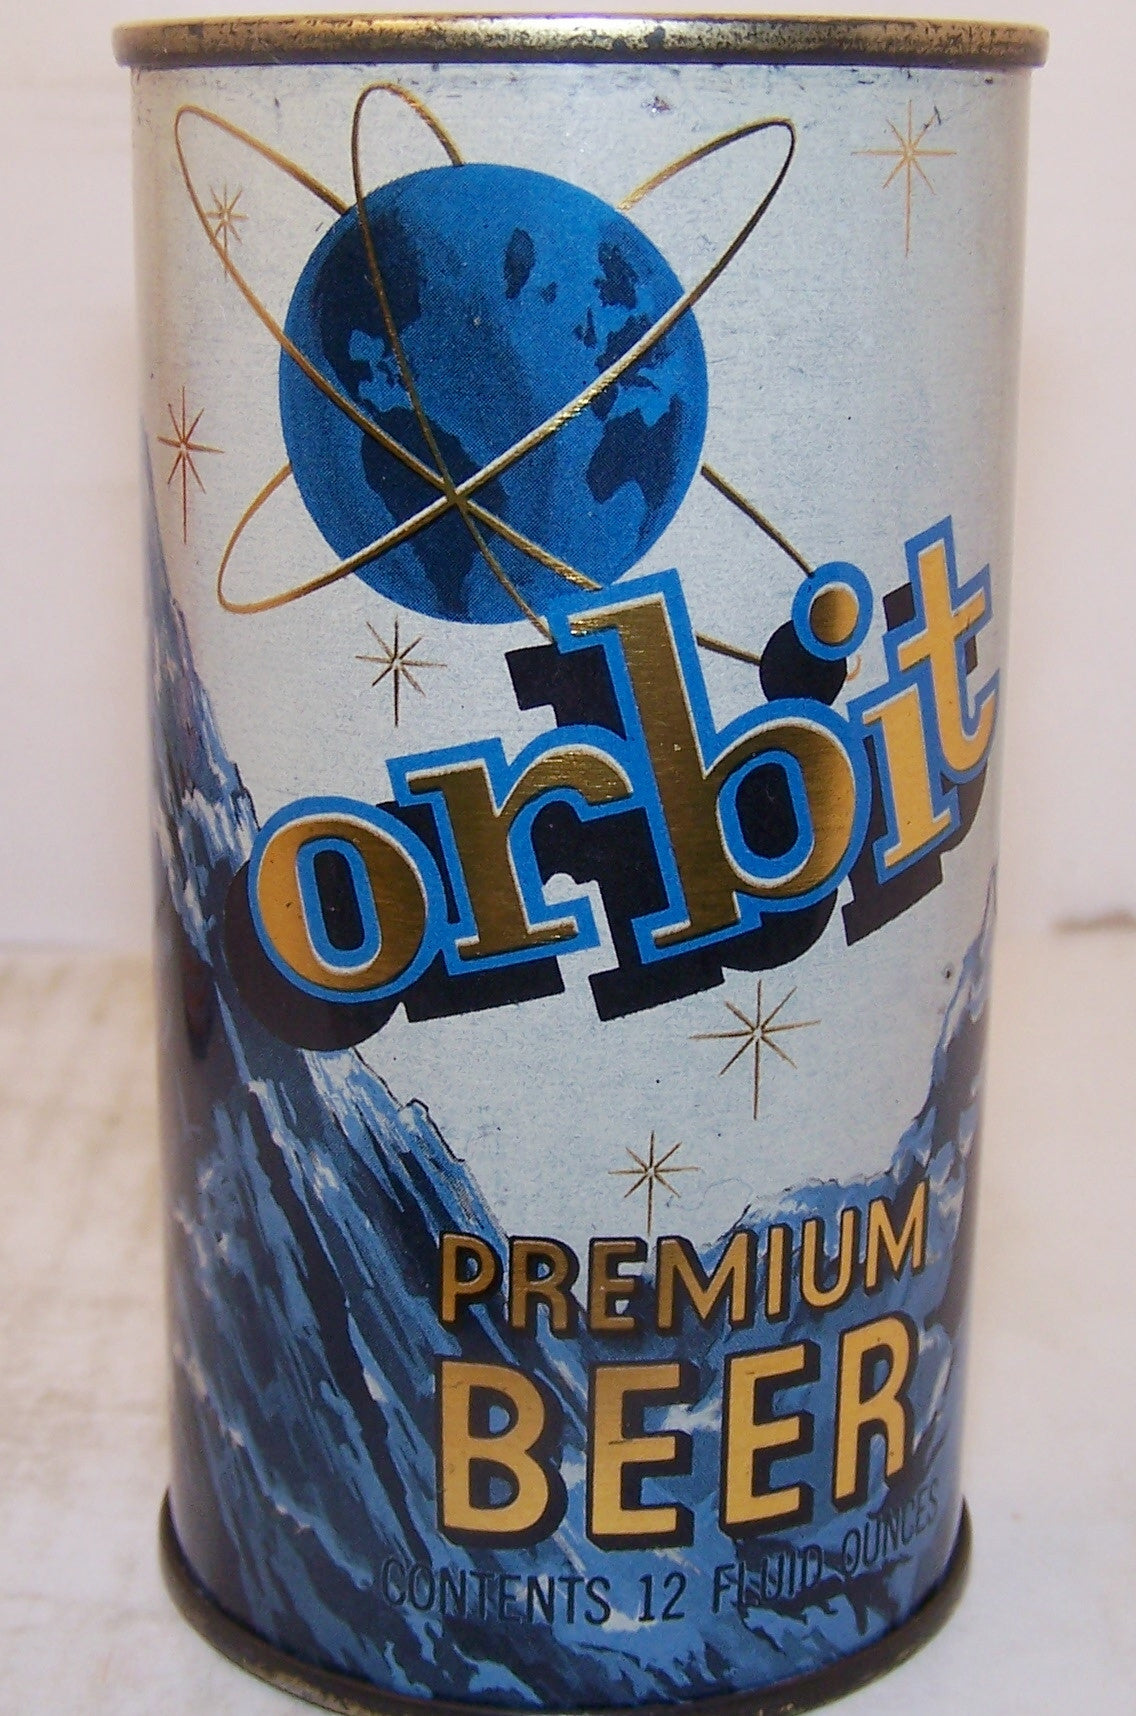 orbit
PREMIUM
BEER
CONTENTS 12 FLUID OUNCES